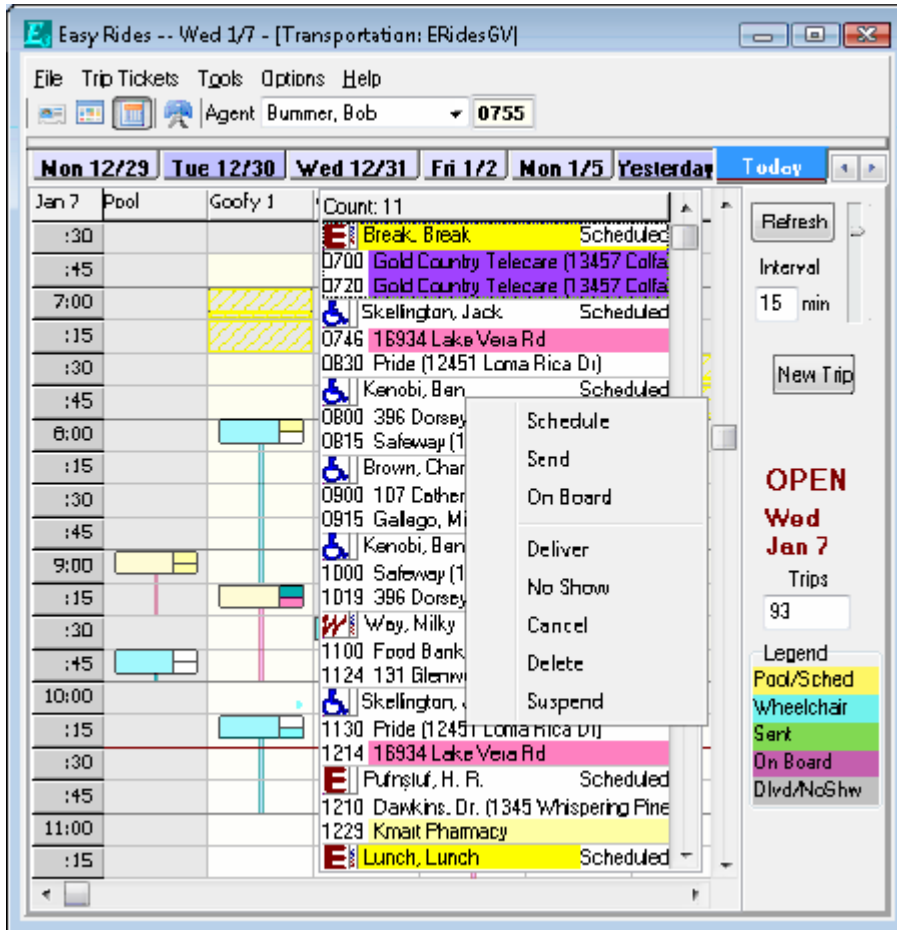 Easy Rides -- Wed 1/7 - [Transportation: ERidesGV]
File Trip Tickets Tools Options Help
Agent Bummer, Bob 0755
Mon 12/29 Tue 12/30 Wed 12/31 Fri 1/2 Mon 1/5 Yesterday Today
Jan 7 Pool Goofy 1
Count: 11
:30
:45
7:00
:15
:30
:45
8:00
:15
:30
:45
9:00
:15
:30
:45
10:00
:15
:30
:45
11:00
:15
Break, Break Scheduled
0700 Gold Country Telecare (13457 Colfa
0720 Gold Country Telecare (13457 Colfa
Skellington, Jack Scheduled
0746 16934 Lake Vera Rd
0830 Pride (12451 Loma Rica Dr)
Kenobi, Ben Scheduled
0800 396 Dorsey
0815 Safeway (1
Brown, Char
0900 107 Cather
0915 Gallego, Mi
Kenobi, Ben
1000 Safeway (1
1019 396 Dorsey
Way, Milky
1100 Food Bank
1124 131 Glenw
Skellington,
1130 Pride (12451 Loma Rica Dr)
1214 16934 Lake Vera Rd
Pufnstuf, H. R. Scheduled
1210 Dawkins, Dr. (1345 Whispering Pine
1229 Kmart Pharmacy
Lunch, Lunch Scheduled
Schedule
Send
On Board
Deliver
No Show
Cancel
Delete
Suspend
Refresh
Interval
15 min
New Trip
OPEN
Wed
Jan 7
Trips
93
Legend
Pool/Sched
Wheelchair
Sent
On Board
Dlvd/NoShw